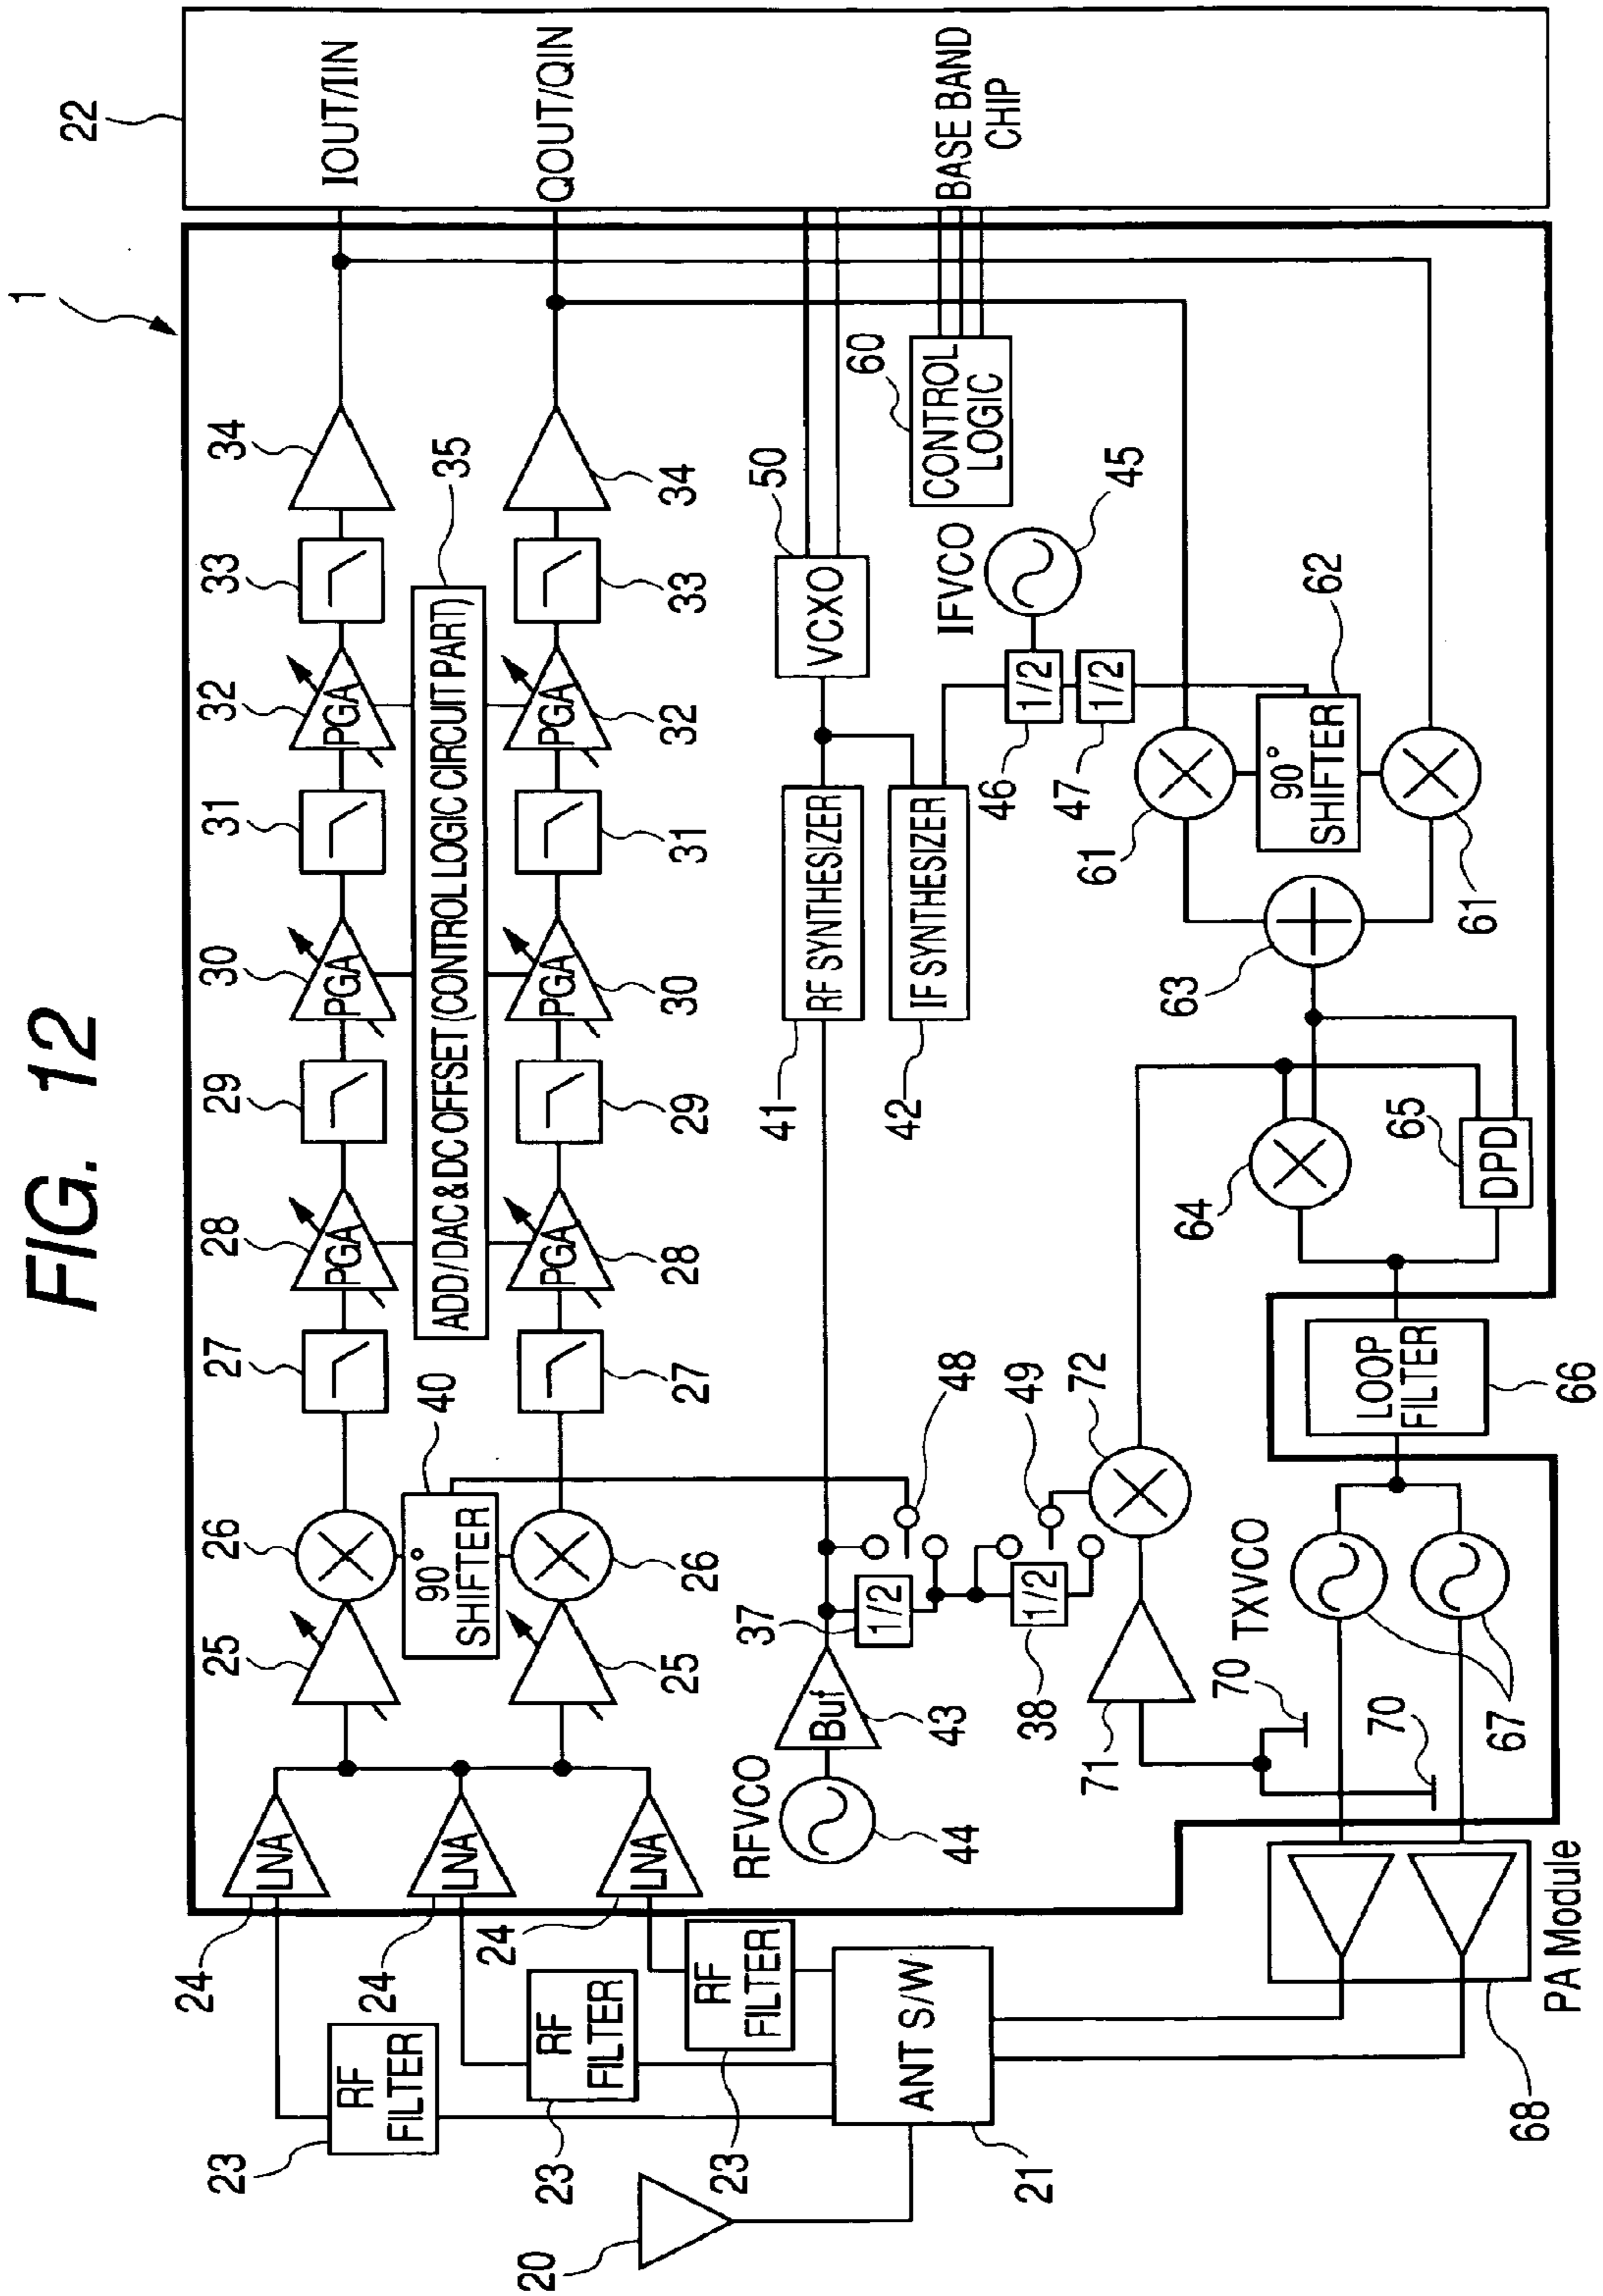 FIG. 12
1
22
IOUT/IIN
QOUT/QIN
BASE BAND
CHIP
24
LNA
24
LNA
24
LNA
25
25
26
26
40
90°
SHIFTER
27
27
28
PGA
28
PGA
29
29
30
PGA
30
PGA
31
31
32
PGA
32
PGA
33
33
34
34
35
ADD/DAC & DC OFFSET (CONTROL LOGIC CIRCUIT PART)
23
RF
FILTER
23
RF
FILTER
23
RF
FILTER
20
21
ANT S/W
RFVCO
44
43
Buf
37
1/2
38
1/2
48
49
41
RF SYNTHESIZER
42
IF SYNTHESIZER
50
VCXO
60
CONTROL
LOGIC
IFVCO
45
46
1/2
47
1/2
61
61
62
90°
SHIFTER
63
64
65
DPD
66
LOOP
FILTER
TXVCO
67
70
70
71
72
68
PA Module